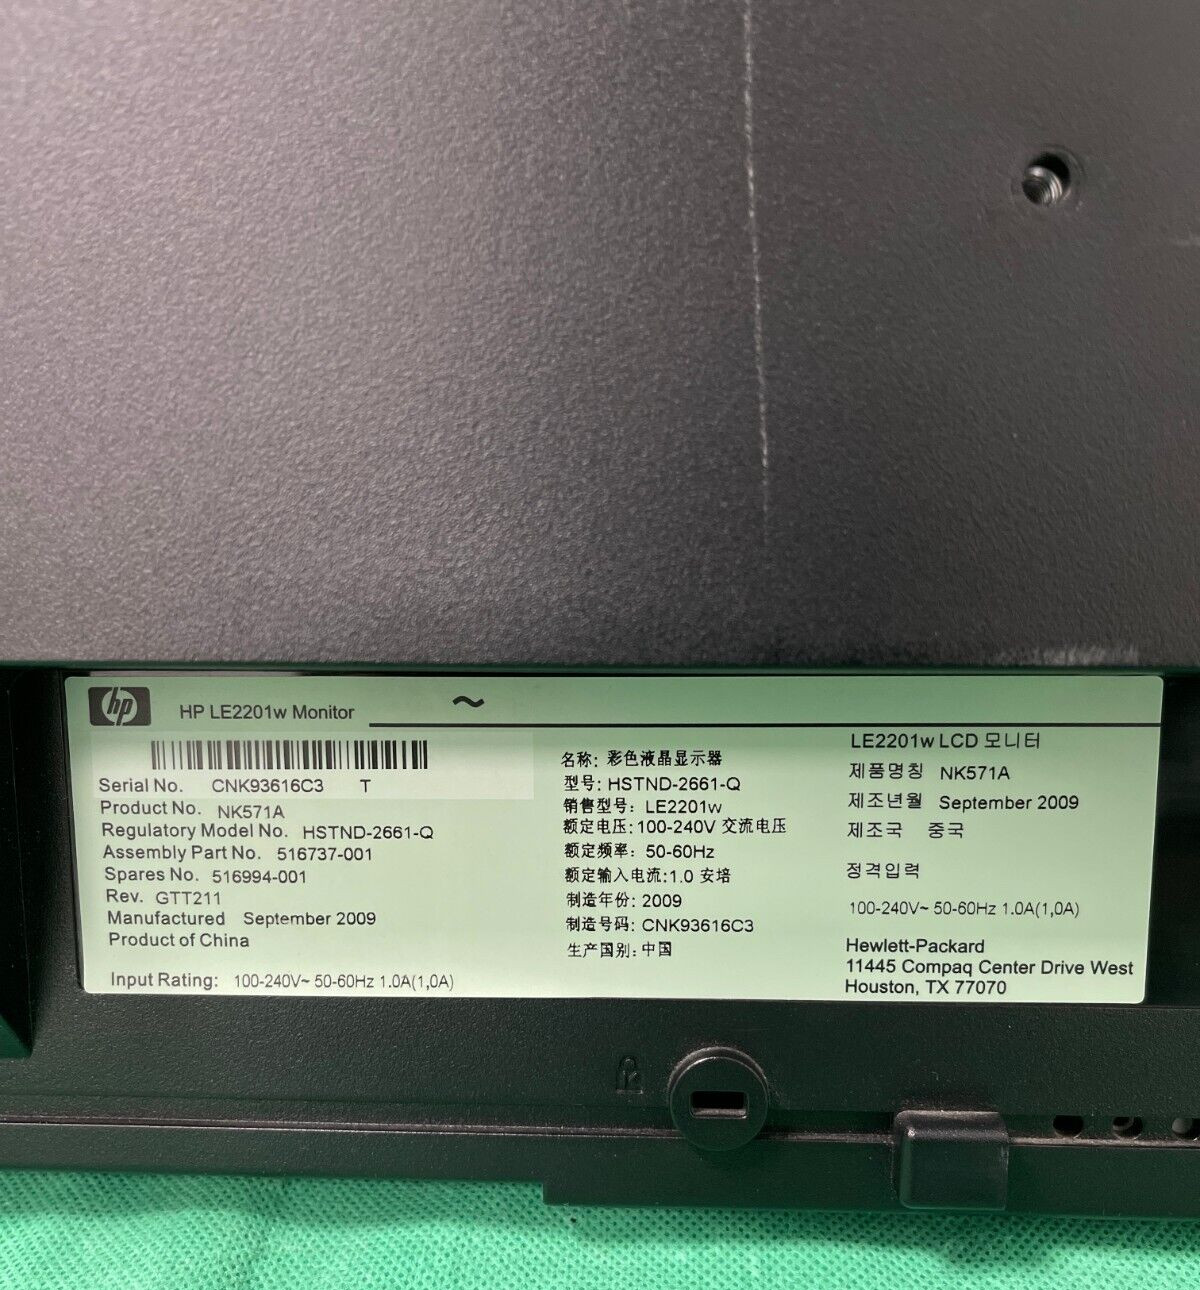 hp
HP LE2201w Monitor
~
Serial No. CNK93616C3 T
Product No. NK571A
Regulatory Model No. HSTND-2661-Q
Assembly Part No. 516737-001
Spares No. 516994-001
Rev. GTT211
Manufactured September 2009
Product of China
Input Rating: 100-240V~ 50-60Hz 1.0A(1,0A)
名称: 彩色液晶显示器
型号: HSTND-2661-Q
销售型号: LE2201w
额定电压: 100-240V 交流电压
额定频率: 50-60Hz
额定输入电流:1.0 安培
制造年份: 2009
制造号码: CNK93616C3
生产国别: 中国
LE2201w LCD 모니터
제품명칭 NK571A
제조년월 September 2009
제조국 중국
정격입력
100-240V~ 50-60Hz 1.0A(1,0A)
Hewlett-Packard
11445 Compaq Center Drive West
Houston, TX 77070